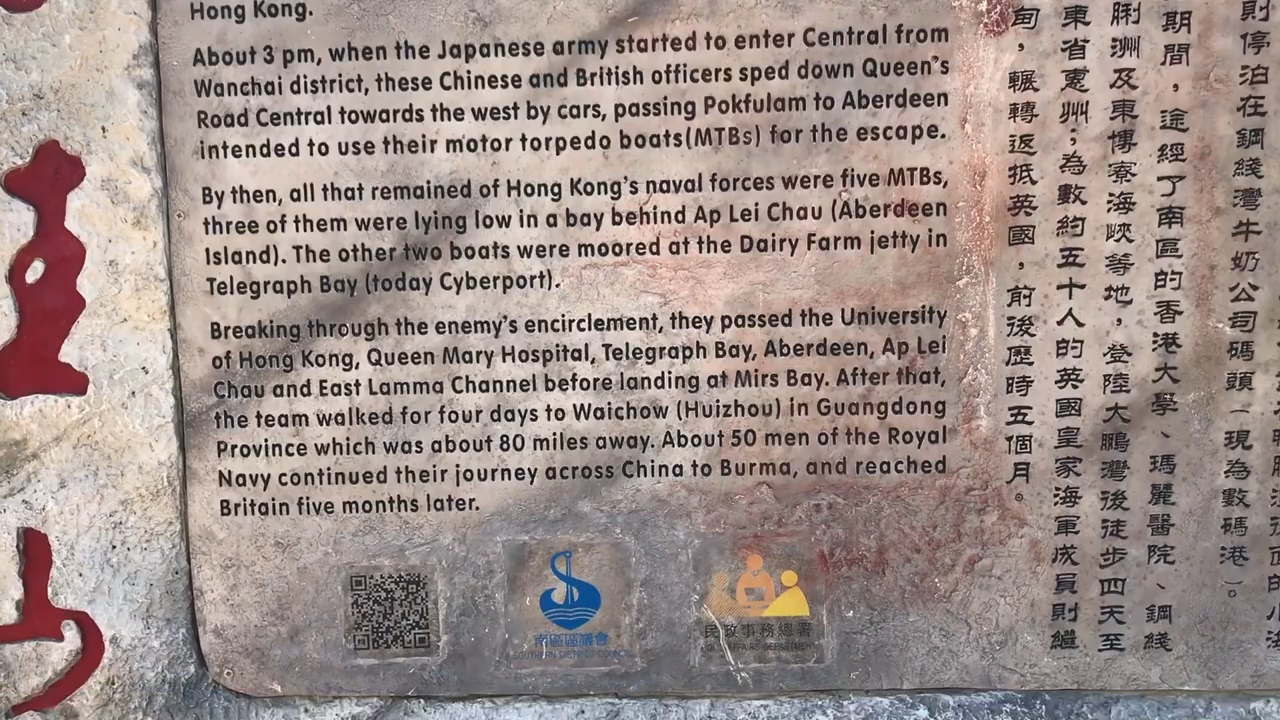 Hong Kong.
About 3 pm, when the Japanese army started to enter Central from
Wanchai district, these Chinese and British officers sped down Queen's
Road Central towards the west by cars, passing Pokfulam to Aberdeen
intended to use their motor torpedo boats(MTBs) for the escape.
By then, all that remained of Hong Kong's naval forces were five MTBs,
three of them were lying low in a bay behind Ap Lei Chau (Aberdeen
Island). The other two boats were moored at the Dairy Farm jetty in
Telegraph Bay (today Cyberport).
Breaking through the enemy's encirclement, they passed the University
of Hong Kong, Queen Mary Hospital, Telegraph Bay, Aberdeen, Ap Lei
Chau and East Lamma Channel before landing at Mirs Bay. After that,
the team walked for four days to Waichow (Huizhou) in Guangdong
Province which was about 80 miles away. About 50 men of the Royal
Navy continued their journey across China to Burma, and reached
Britain five months later.
南區區議會
SOUTHERN DISTRICT COUNCIL
民政事務總署
HOME AFFAIRS DEPARTMENT
則停泊在鋼綫灣牛奶公司碼頭（現為數碼港）。
期間，途經了南區的香港大學、瑪麗醫院、鋼綫
脷洲及東博寮海峽等地，登陸大鵬灣後徒步四天至
東省惠州；為數約五十人的英國皇家海軍成員則繼
甸，輾轉返抵英國，前後歷時五個月。